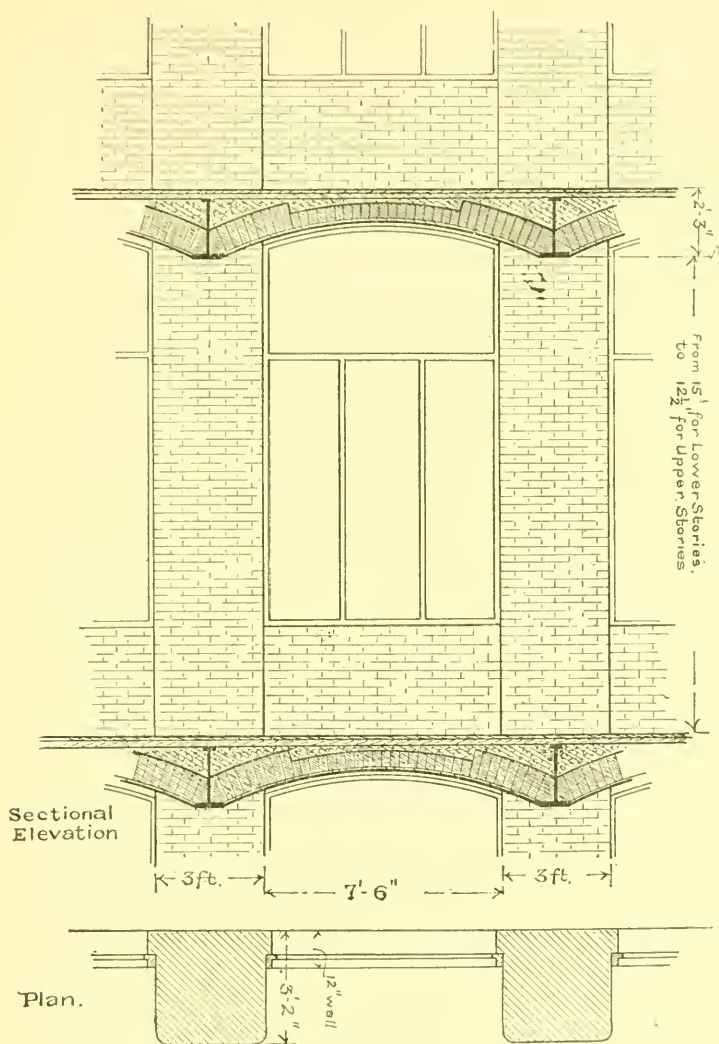 2'-3"
From 15' for Lower Stories.
to 12½" for Upper Stories
Sectional
Elevation
3ft.
7'-6"
3ft.
Plan.
3'-2"
12" wall